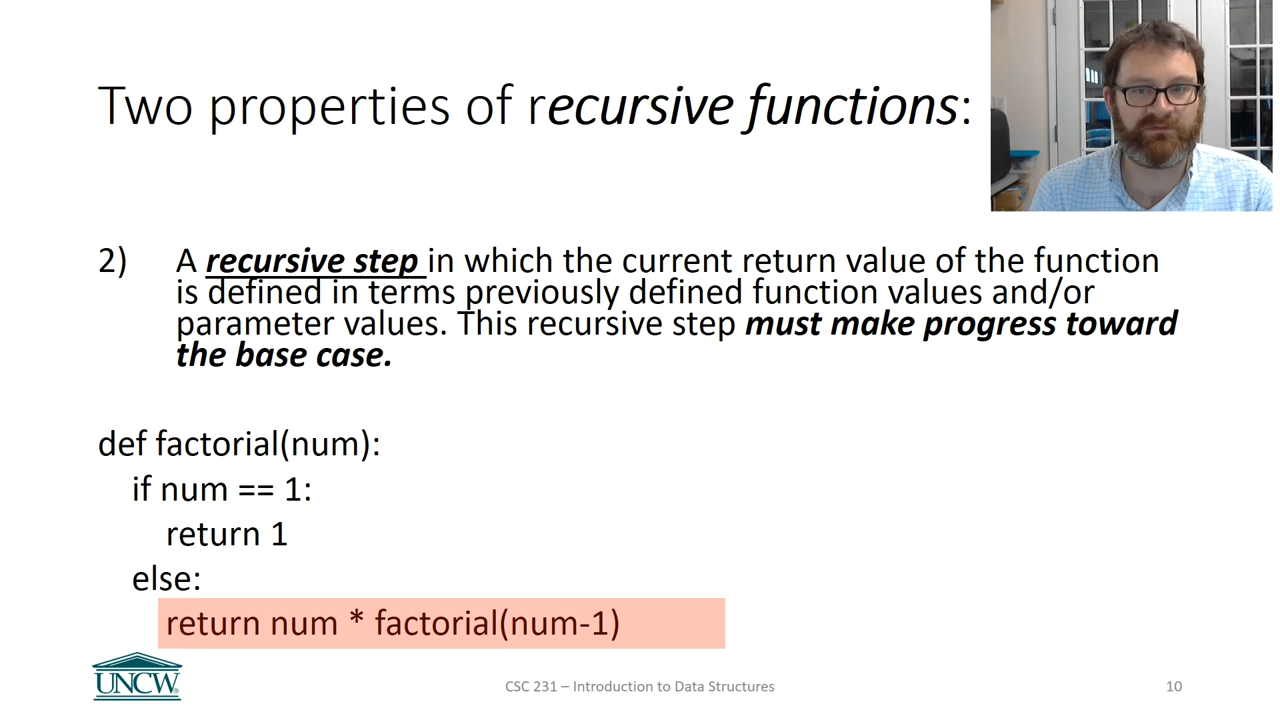 Two properties of recursive functions:
2) A recursive step in which the current return value of the function
is defined in terms previously defined function values and/or
parameter values. This recursive step must make progress toward
the base case.
def factorial(num):
if num == 1:
return 1
else:
return num * factorial(num-1)
UNCW
CSC 231 – Introduction to Data Structures
10